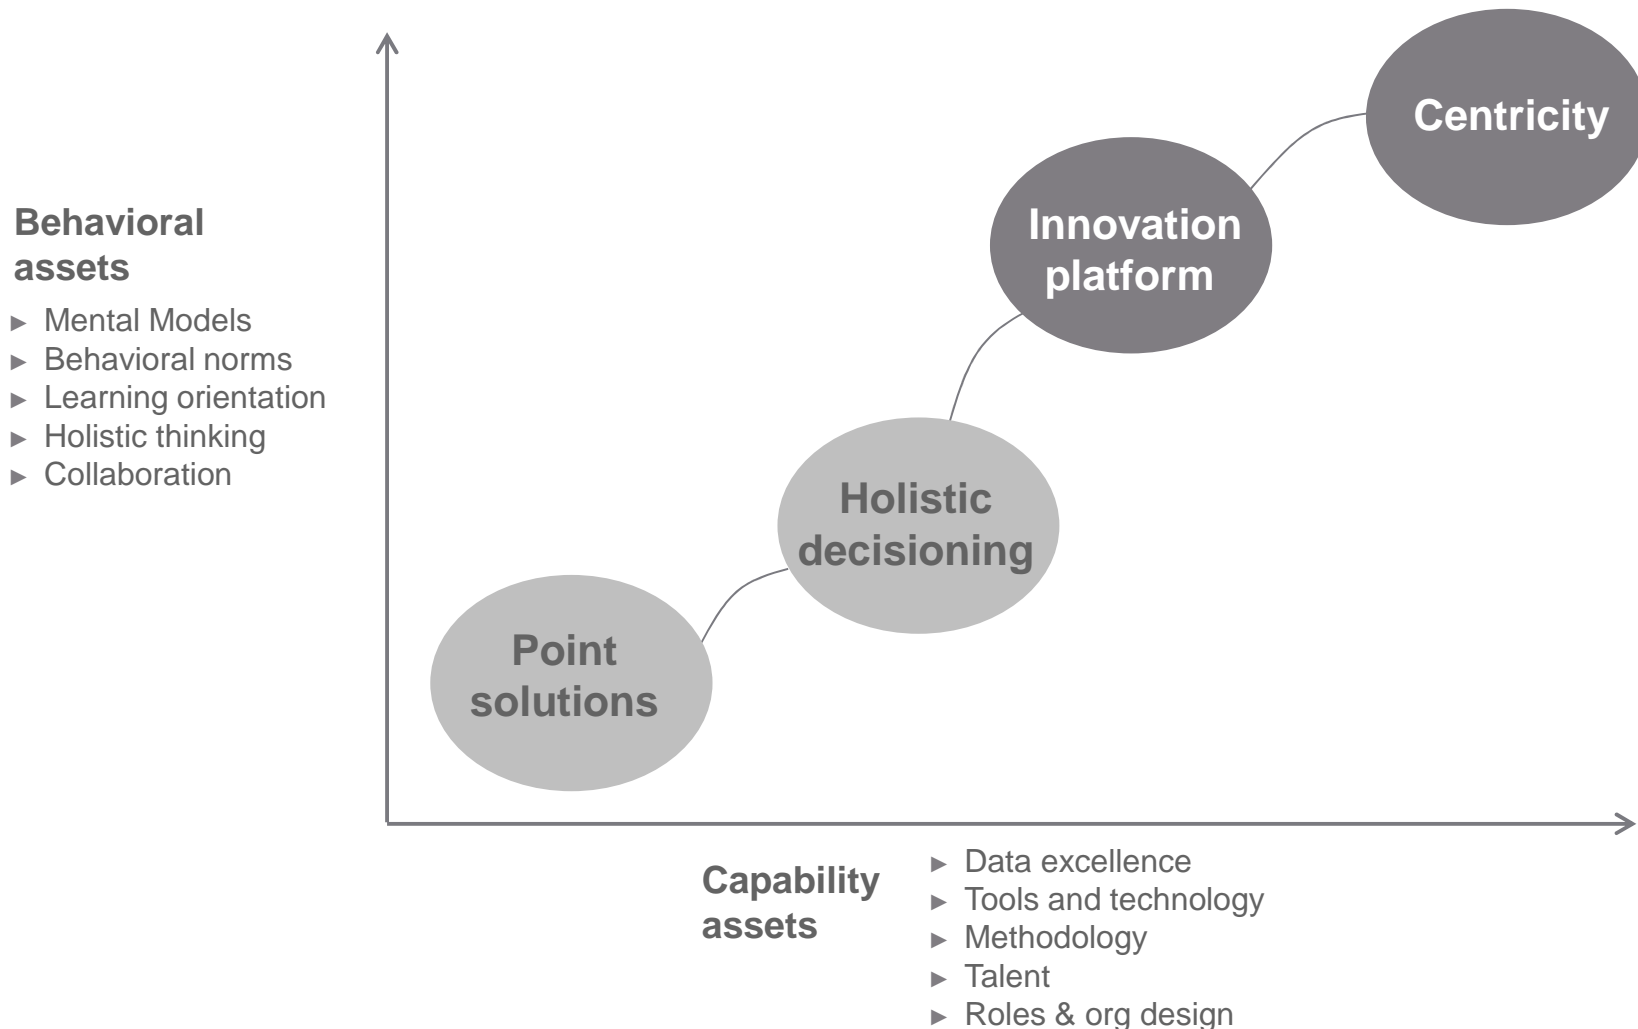 Behavioral
assets
► Mental Models
► Behavioral norms
► Learning orientation
► Holistic thinking
► Collaboration
Centricity
Innovation
platform
Holistic
decisioning
Point
solutions
Capability
assets
► Data excellence
► Tools and technology
► Methodology
► Talent
► Roles & org design